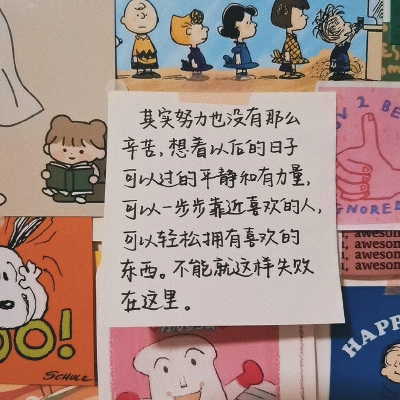 其实努力也没有那么
辛苦,想着以后的日子
可以过的平静和有力量,
可以一步步靠近喜欢的人,
可以轻松拥有喜欢的
东西。不能就这样失败
在这里。
2 BE
GNORED
awesom
awesom
awesom
OO!
SCHULZ
HAPP